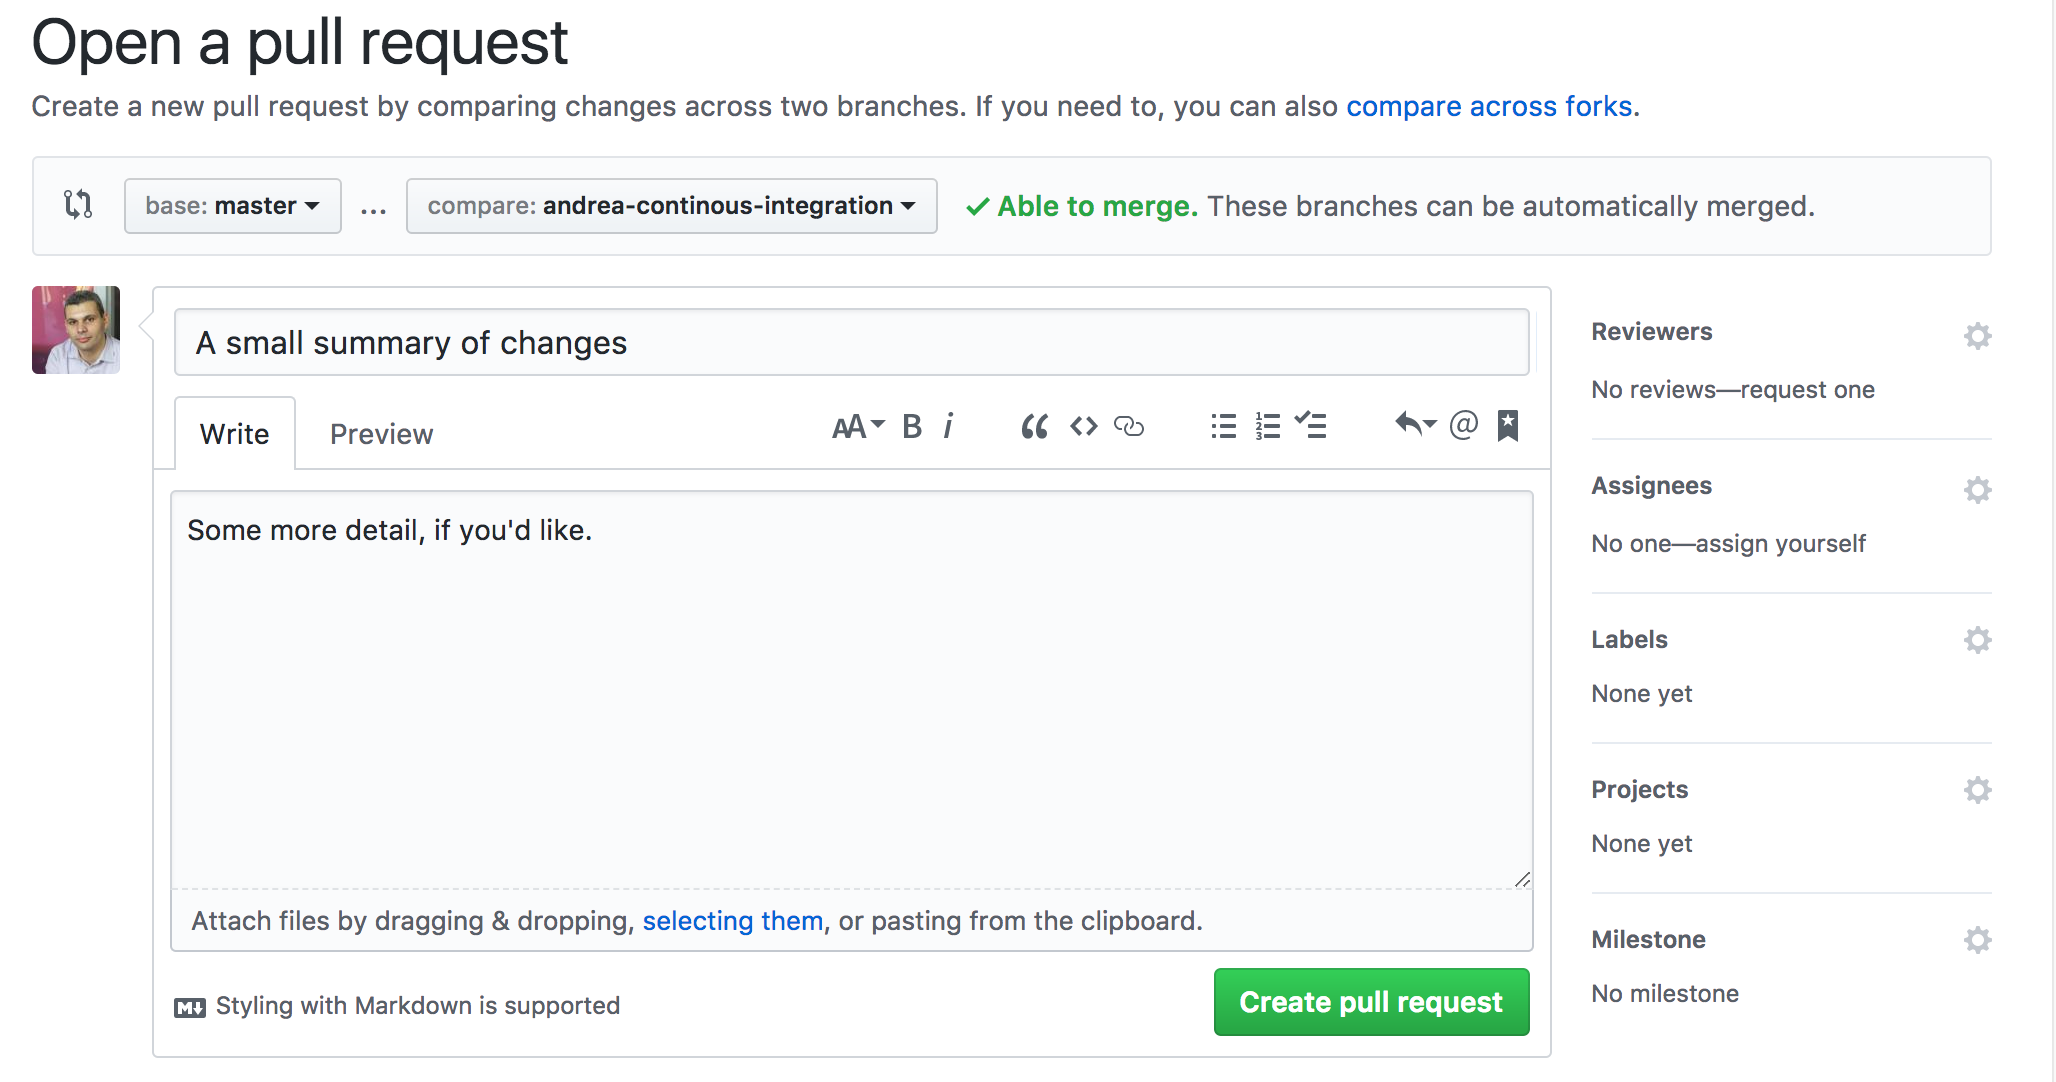 Open a pull request
Create a new pull request by comparing changes across two branches. If you need to, you can also compare across forks.
base: master ... compare: andrea-continous-integration Able to merge. These branches can be automatically merged.
A small summary of changes
Write Preview AA B i “ <> @
Some more detail, if you'd like.
Attach files by dragging & dropping, selecting them, or pasting from the clipboard.
M Styling with Markdown is supported
Create pull request
Reviewers
No reviews—request one
Assignees
No one—assign yourself
Labels
None yet
Projects
None yet
Milestone
No milestone